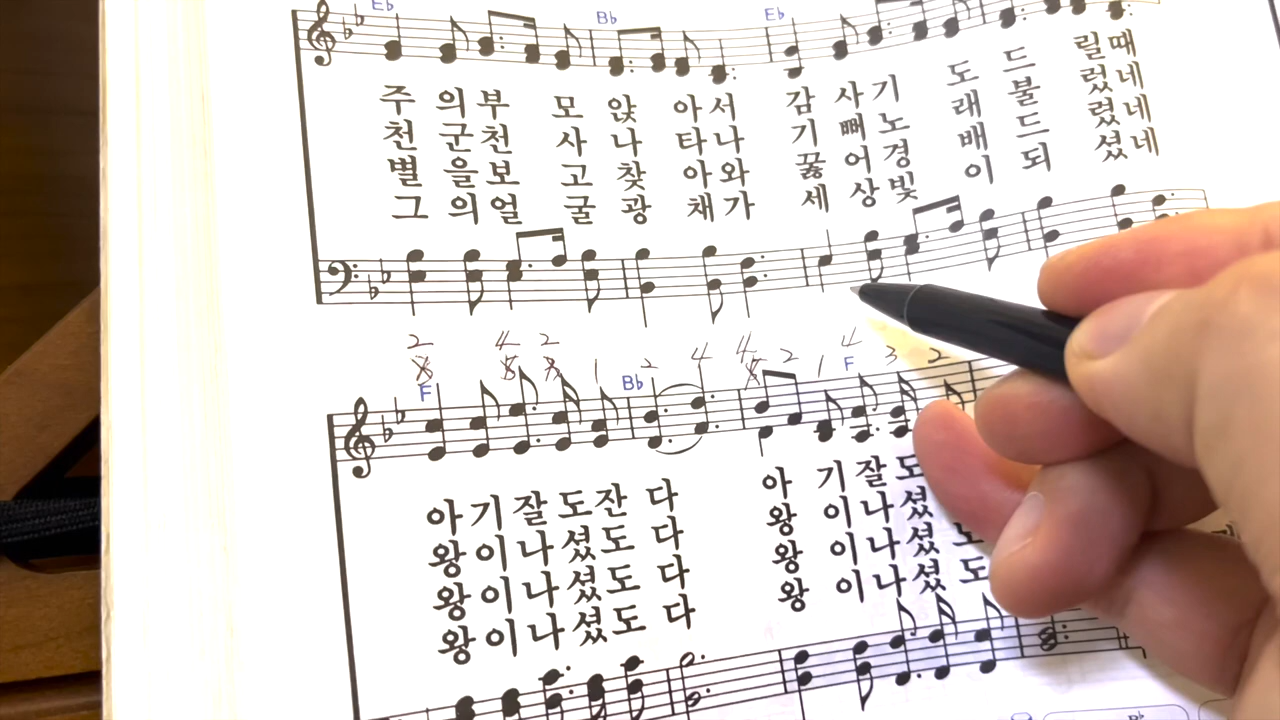 Eb Bb Eb
주 의 부 모 앉 아 서 감 사 기 도 드 릴 때
천 군 천 사 나 타 나 기 뻐 노 래 불 렀 네
별 을 보 고 찾 아 와 꿇 어 경 배 드 렸 네
그 의 얼 굴 광 채 가 세 상 빛 이 되 셨 네
2 4 2 1 2 4 4 2 1 4 3 2
F Bb F
아 기 잘 도 잔 다 아 기 잘 도
왕 이 나 셨 도 다 왕 이 나 셨 도
왕 이 나 셨 도 다 왕 이 나 셨 도
왕 이 나 셨 도 다 왕 이 나 셨 도
Bb